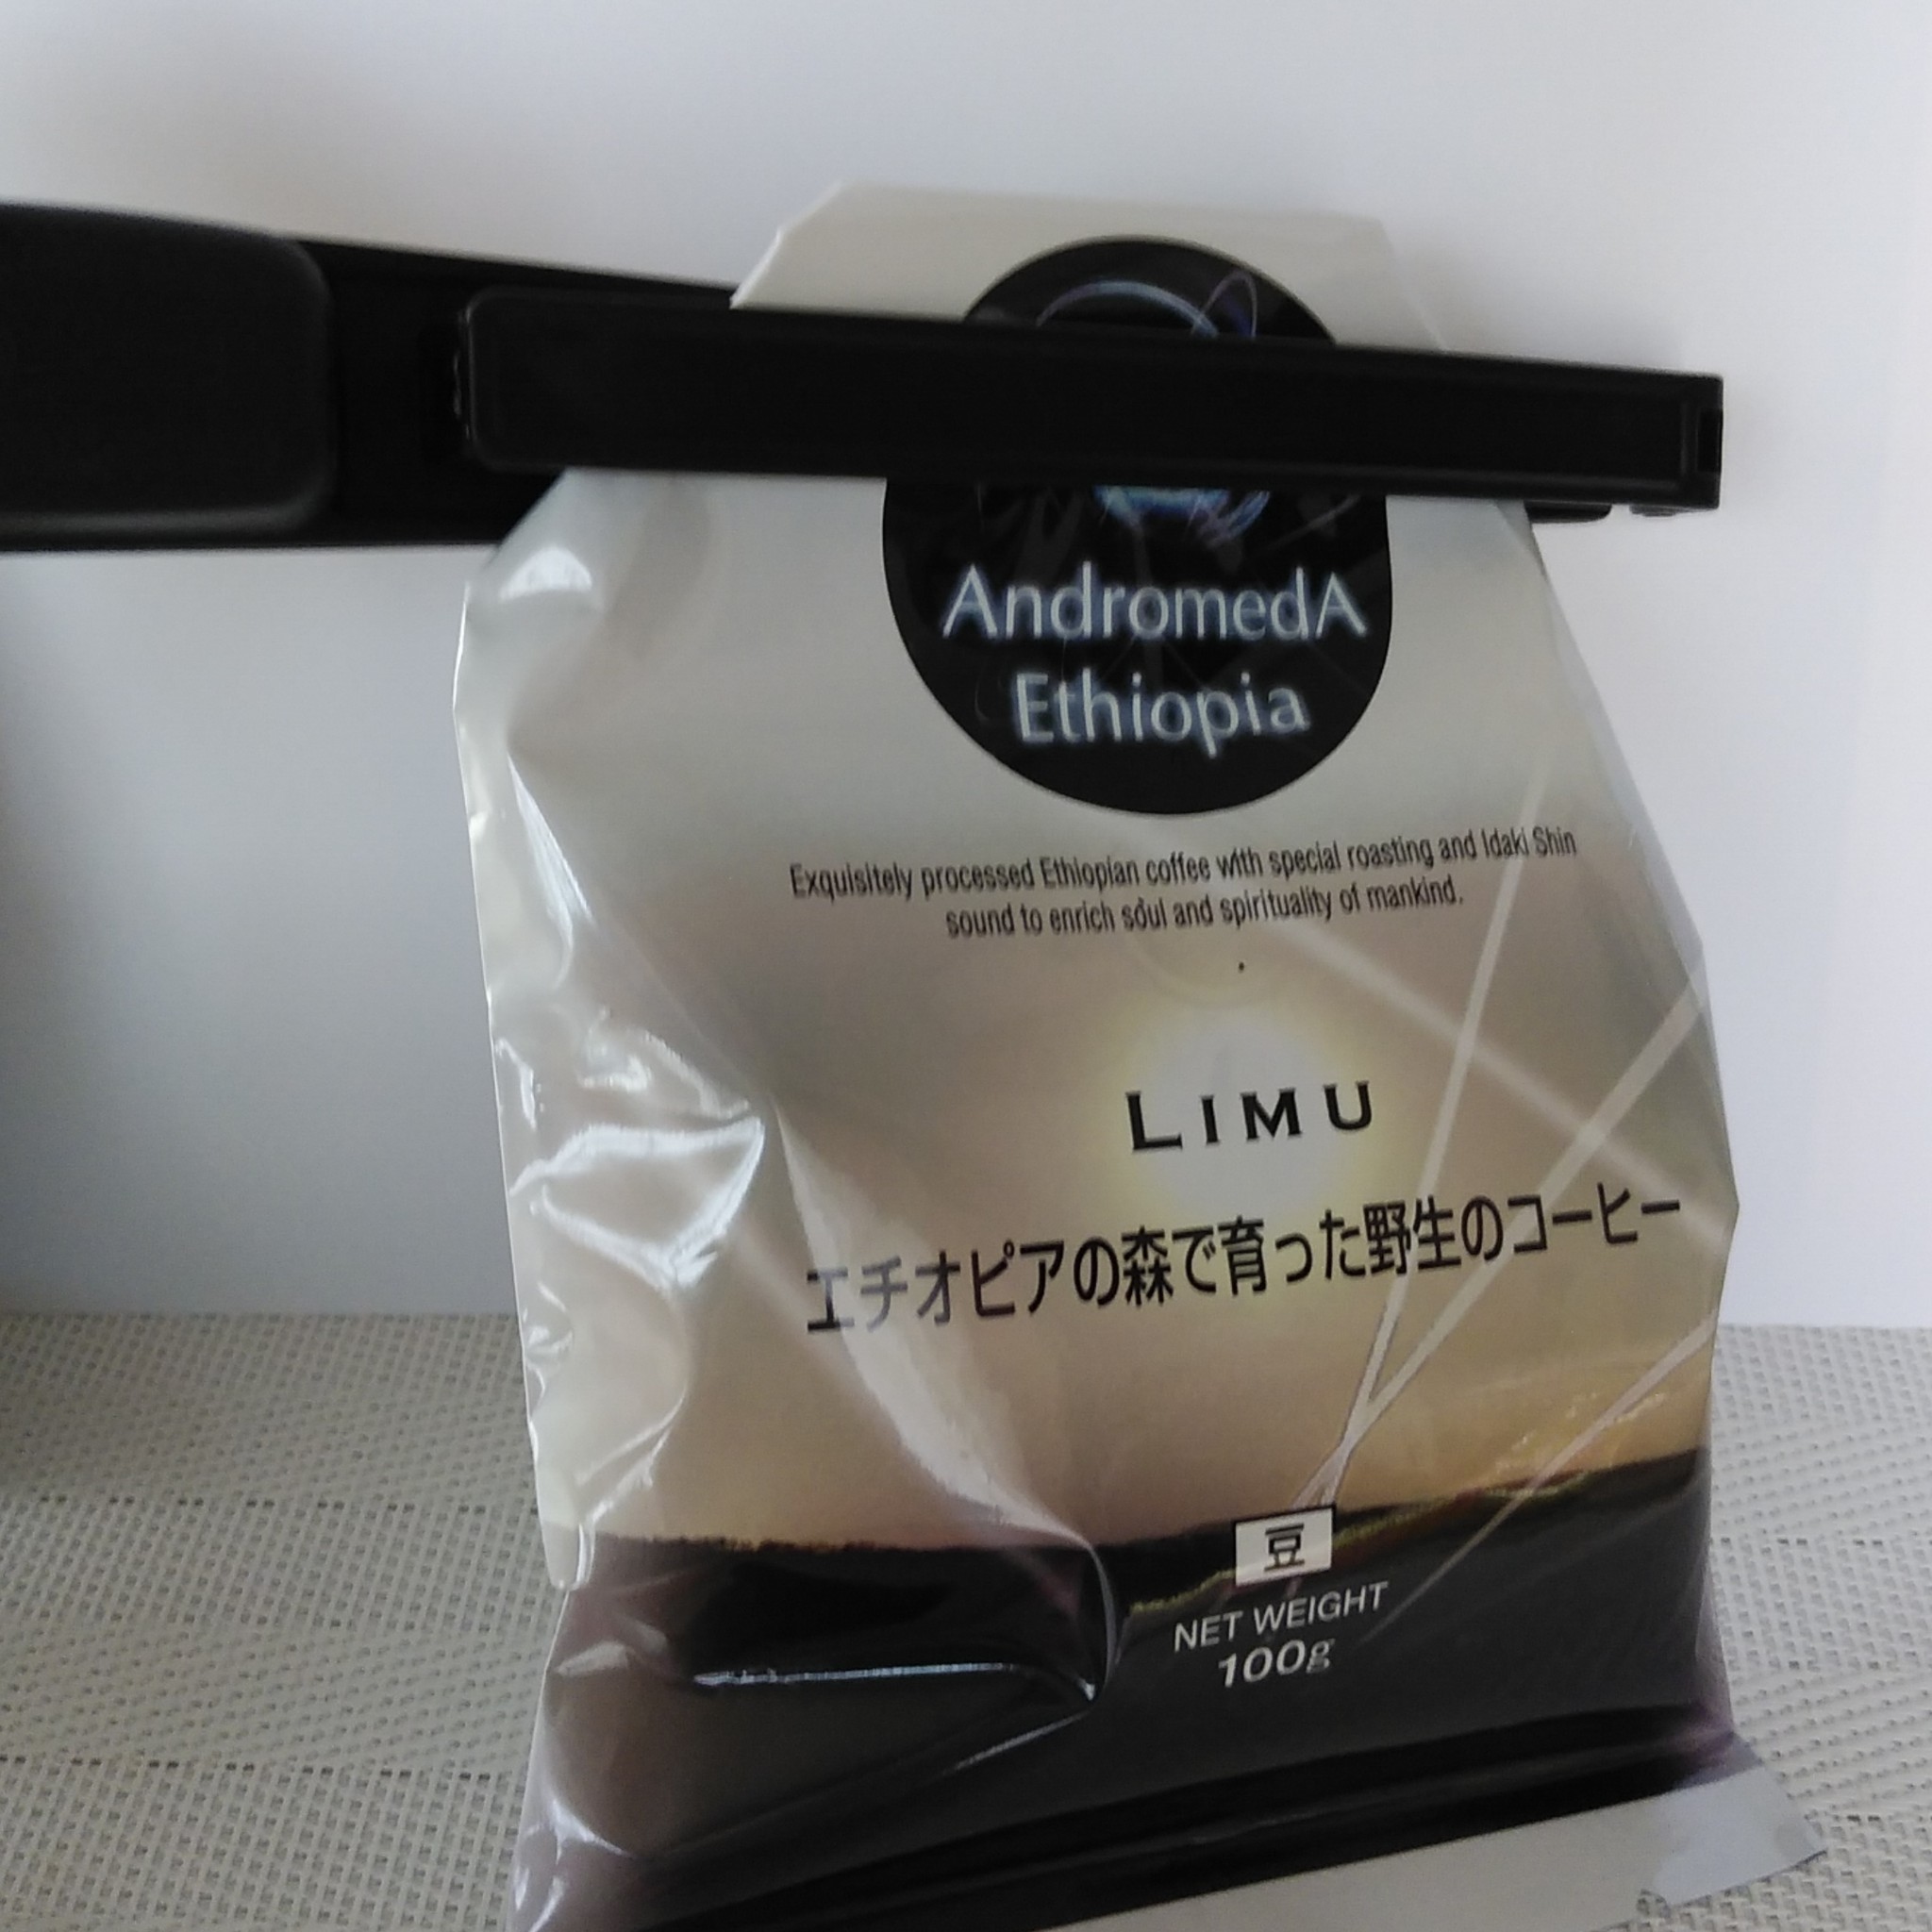 AndromedA
Ethiopia
Exquisitely processed Ethiopian coffee with special roasting and Idaki Shin
sound to enrich soul and spirituality of mankind.
LIMU
エチオピアの森で育った野生のコーヒー
豆
NET WEIGHT
100g